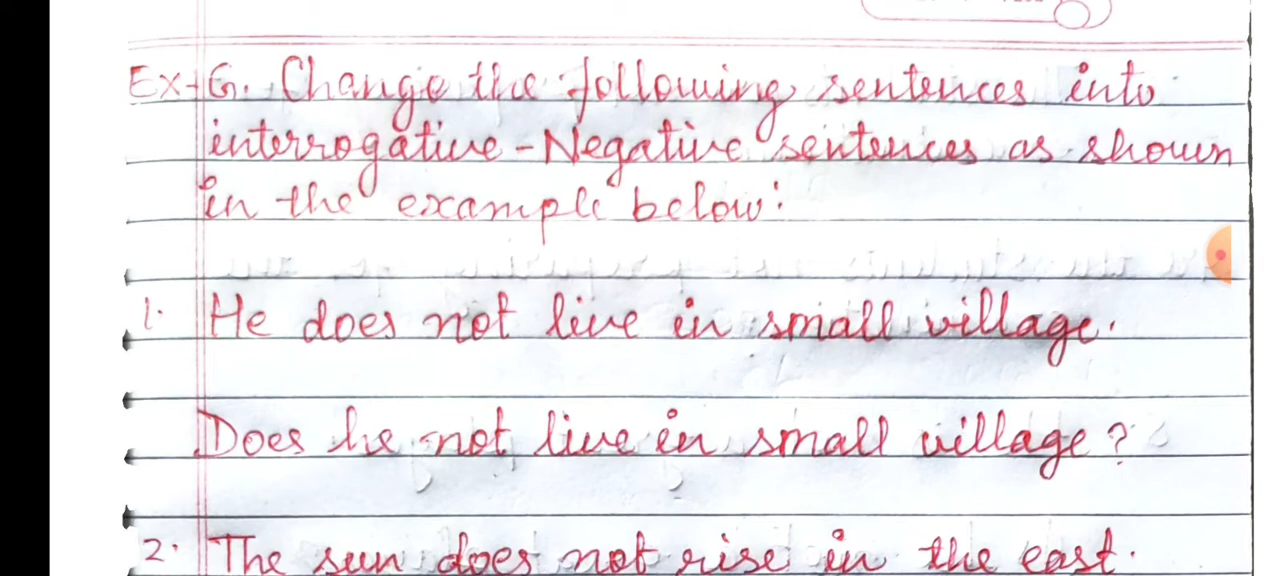 Ex-G. Change the following sentences into
interrogative-Negative sentences as shown
in the example below:
1. He does not live in small village.
Does he not live in small village?
2. The sun does not rise in the east.